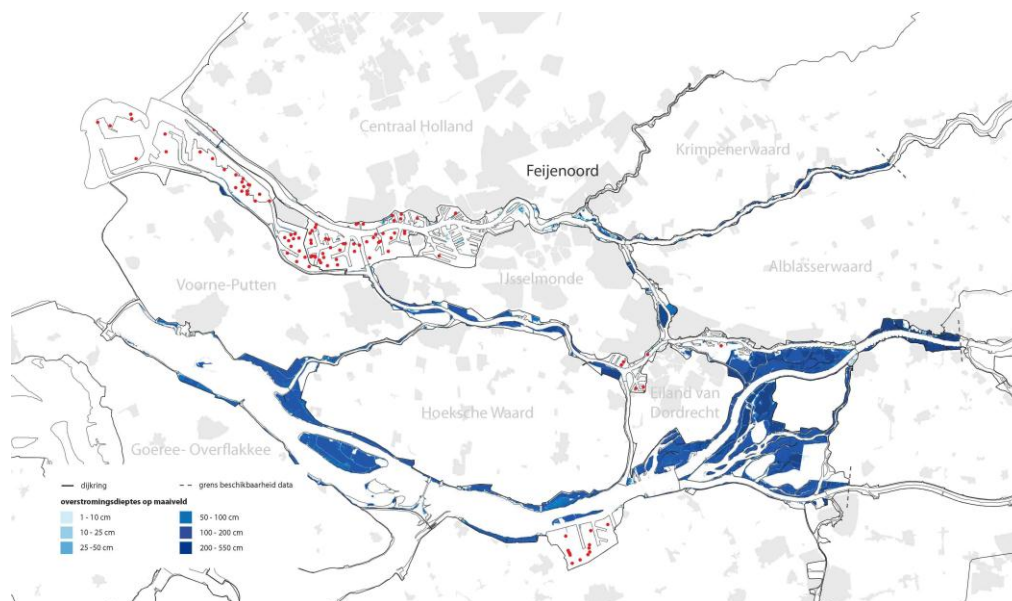 Centraal Holland
Krimpenerwaard
Feijenoord
IJsselmonde
Alblasserwaard
Voorne-Putten
Hoeksche Waard
Eiland van
Dordrecht
Goeree- Overflakkee
dijkring
grens beschikbaarheid data
overstromingsdieptes op maaiveld
1 - 10 cm
50 - 100 cm
10 - 25 cm
100 - 200 cm
25 -50 cm
200 - 550 cm